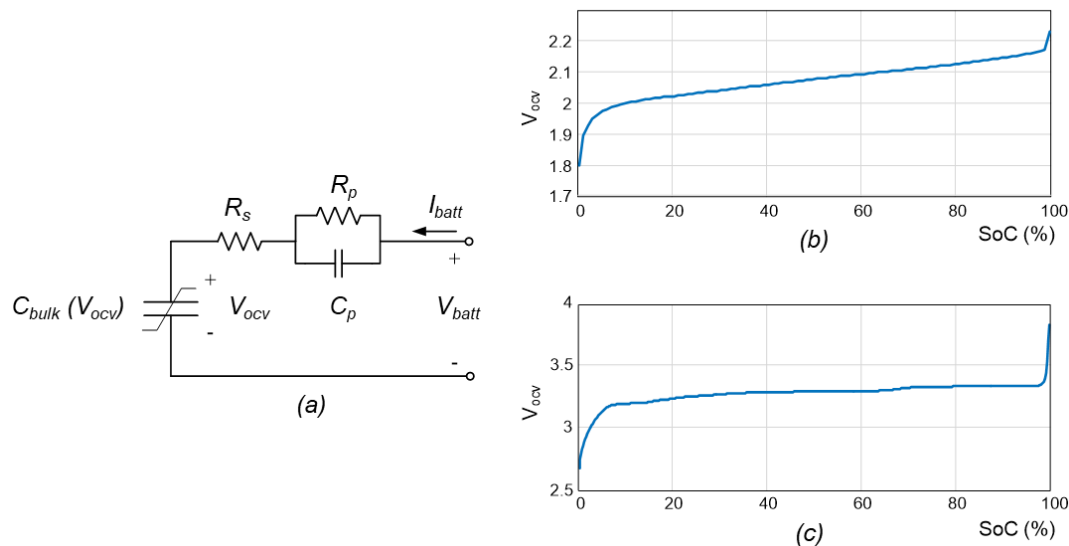 R_p
R_s
I_batt
+
+
C_bulk (V_ocv)
V_ocv
C_p
V_batt
-
-
(a)
V_ocv
2.2
2.1
2
1.9
1.8
1.7
0 20 40 60 80 100
(b)
SoC (%)
V_ocv
4
3.5
3
2.5
0 20 40 60 80 100
(c)
SoC (%)